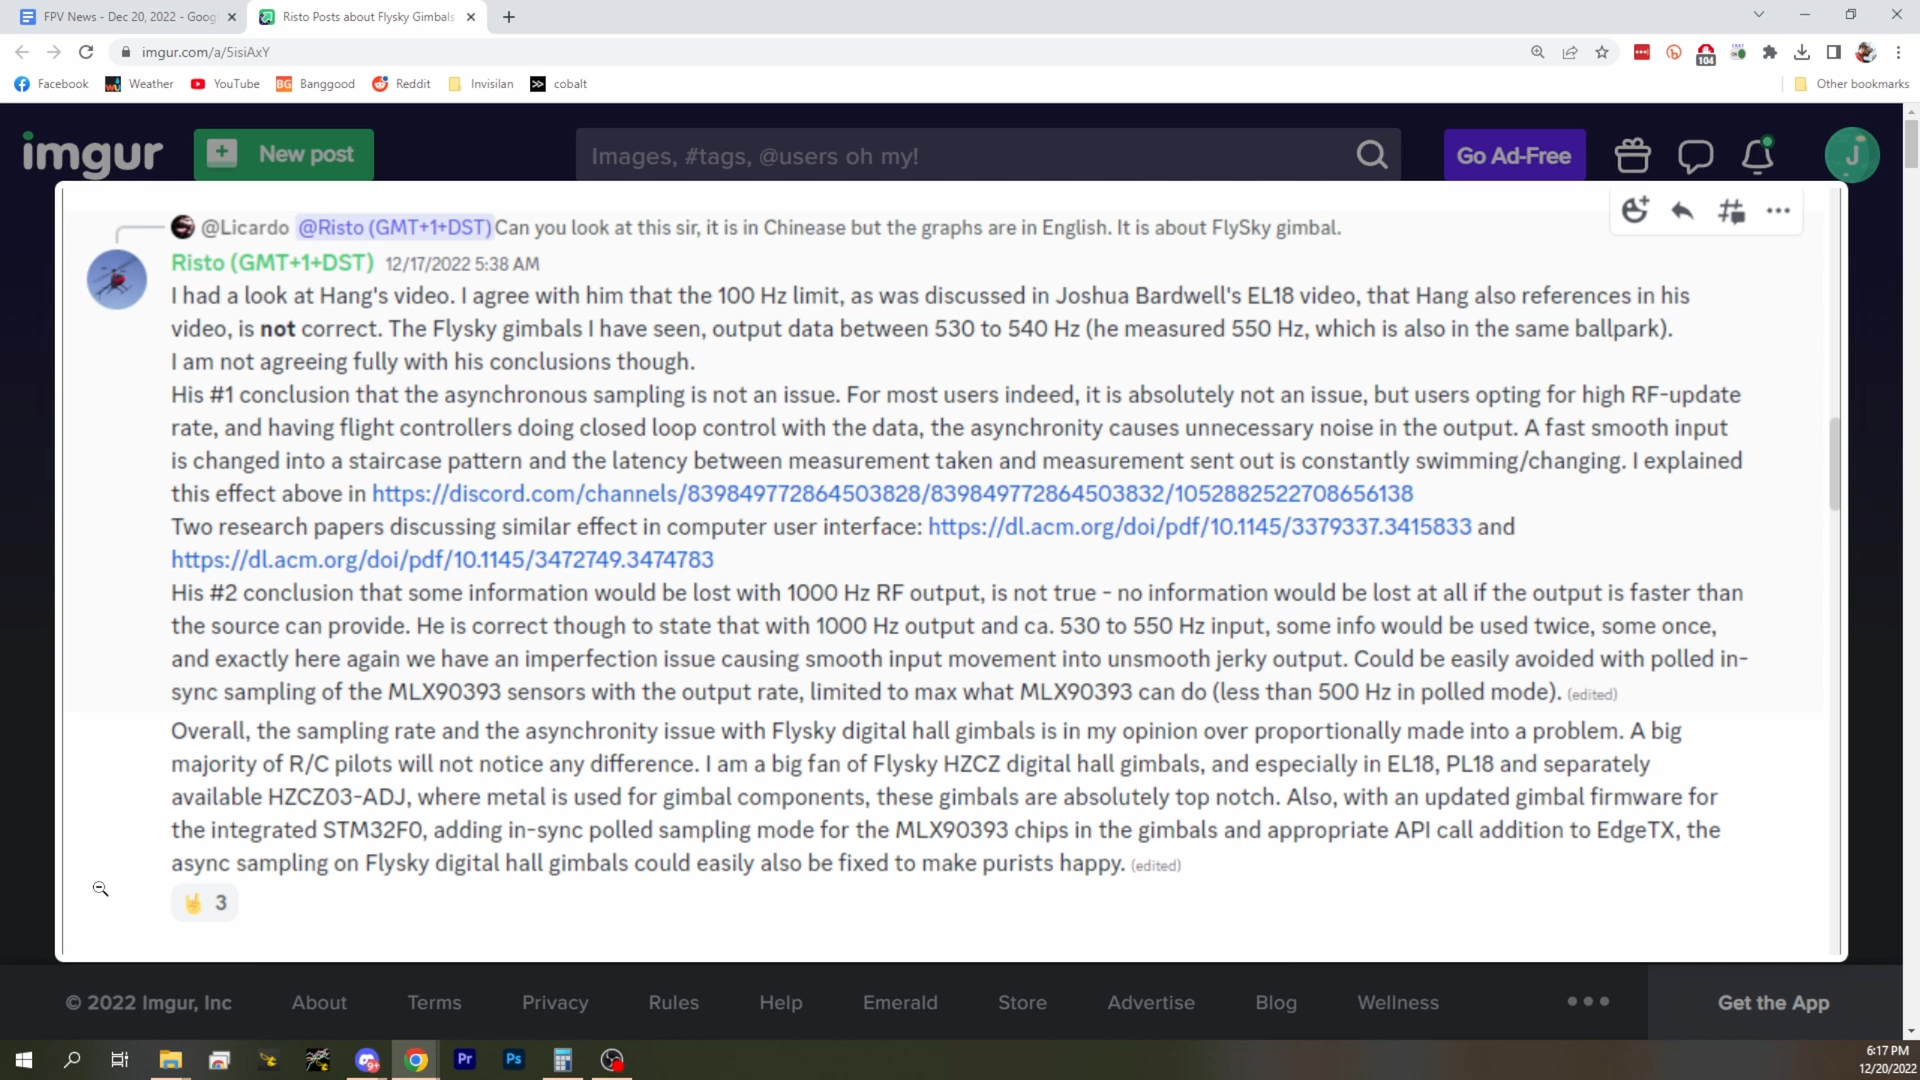 FPV News - Dec 20, 2022 - Goog
Risto Posts about Flysky Gimbals
imgur.com/a/5isiAxY
104
Facebook
Weather
YouTube
BG Banggood
Reddit
Invisilan
cobalt
Other bookmarks
imgur
New post
Images, #tags, @users oh my!
Go Ad-Free
J
@Licardo @Risto (GMT+1+DST)Can you look at this sir, it is in Chinease but the graphs are in English. It is about FlySky gimbal.
Risto (GMT+1+DST) 12/17/2022 5:38 AM
I had a look at Hang's video. I agree with him that the 100 Hz limit, as was discussed in Joshua Bardwell's EL18 video, that Hang also references in his
video, is not correct. The Flysky gimbals I have seen, output data between 530 to 540 Hz (he measured 550 Hz, which is also in the same ballpark).
I am not agreeing fully with his conclusions though.
His #1 conclusion that the asynchronous sampling is not an issue. For most users indeed, it is absolutely not an issue, but users opting for high RF-update
rate, and having flight controllers doing closed loop control with the data, the asynchronity causes unnecessary noise in the output. A fast smooth input
is changed into a staircase pattern and the latency between measurement taken and measurement sent out is constantly swimming/changing. I explained
this effect above in https://discord.com/channels/839849772864503828/839849772864503832/1052882522708656138
Two research papers discussing similar effect in computer user interface: https://dl.acm.org/doi/pdf/10.1145/3379337.3415833 and
https://dl.acm.org/doi/pdf/10.1145/3472749.3474783
His #2 conclusion that some information would be lost with 1000 Hz RF output, is not true - no information would be lost at all if the output is faster than
the source can provide. He is correct though to state that with 1000 Hz output and ca. 530 to 550 Hz input, some info would be used twice, some once,
and exactly here again we have an imperfection issue causing smooth input movement into unsmooth jerky output. Could be easily avoided with polled in-
sync sampling of the MLX90393 sensors with the output rate, limited to max what MLX90393 can do (less than 500 Hz in polled mode). (edited)
Overall, the sampling rate and the asynchronity issue with Flysky digital hall gimbals is in my opinion over proportionally made into a problem. A big
majority of R/C pilots will not notice any difference. I am a big fan of Flysky HZCZ digital hall gimbals, and especially in EL18, PL18 and separately
available HZCZ03-ADJ, where metal is used for gimbal components, these gimbals are absolutely top notch. Also, with an updated gimbal firmware for
the integrated STM32F0, adding in-sync polled sampling mode for the MLX90393 chips in the gimbals and appropriate API call addition to EdgeTX, the
async sampling on Flysky digital hall gimbals could easily also be fixed to make purists happy. (edited)
3
© 2022 Imgur, Inc
About
Terms
Privacy
Rules
Help
Emerald
Store
Advertise
Blog
Wellness
Get the App
9+
Pr
Ps
6:17 PM
12/20/2022